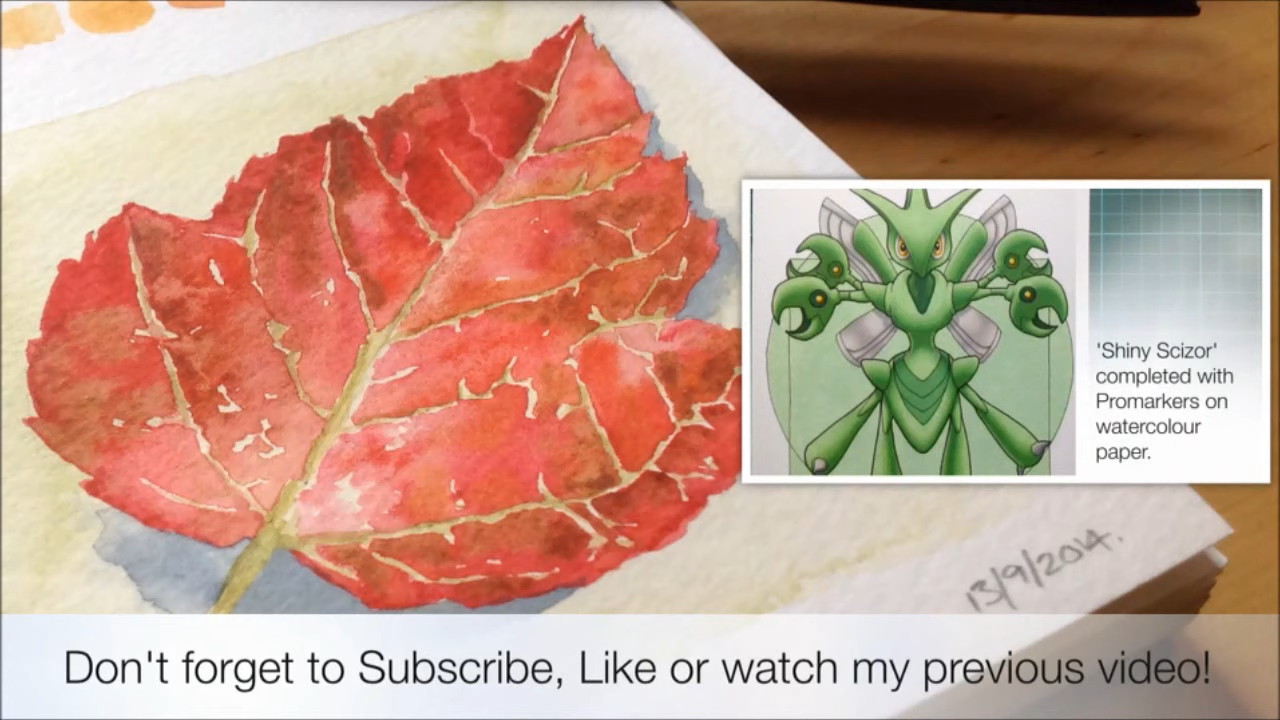 'Shiny Scizor'
completed with
Promarkers on
watercolour
paper.
13/9/2014.
Don't forget to Subscribe, Like or watch my previous video!